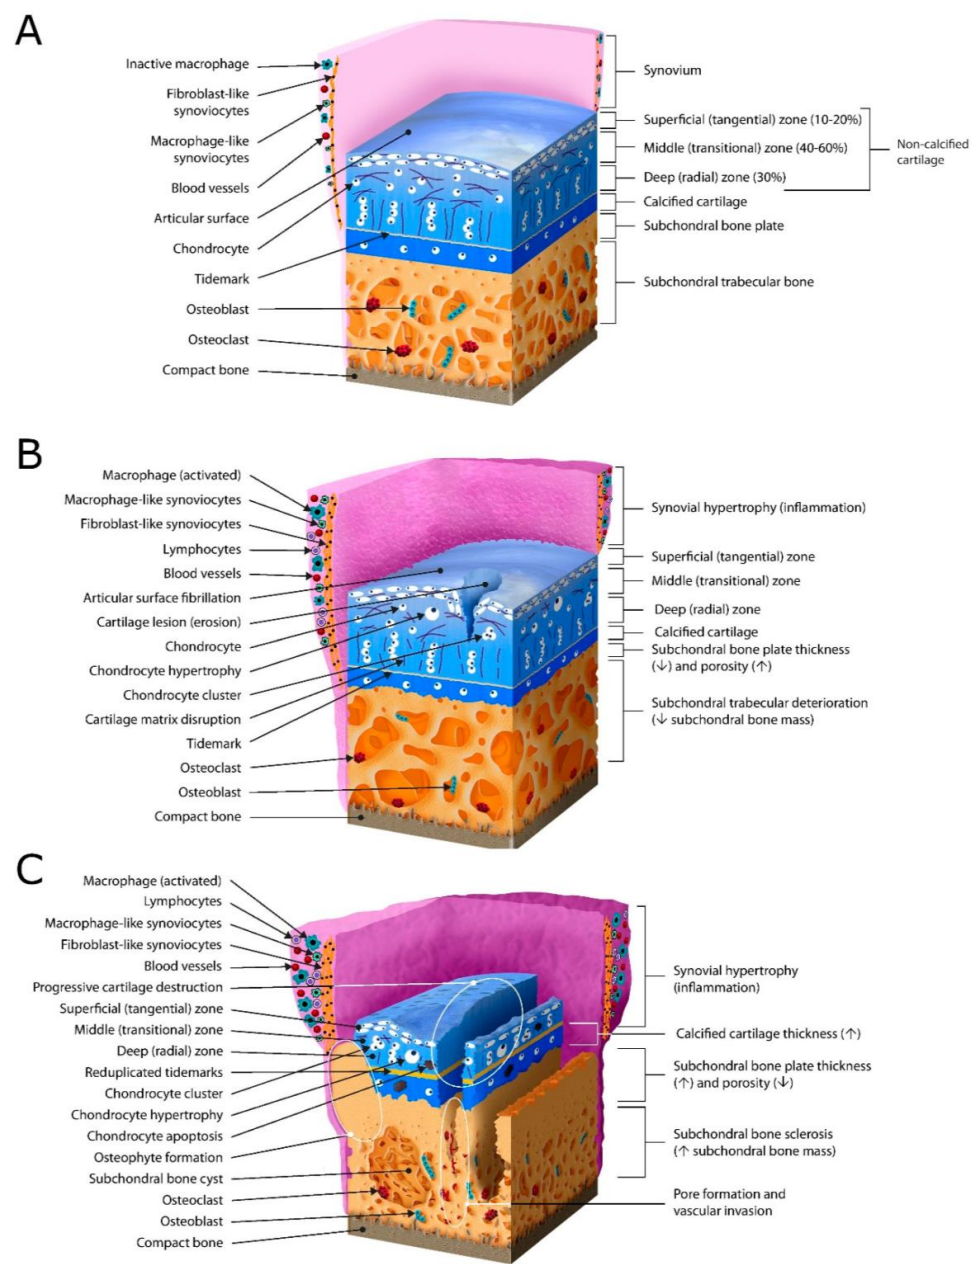 A
Inactive macrophage
Fibroblast-like
synoviocytes
Macrophage-like
synoviocytes
Blood vessels
Articular surface
Chondrocyte
Tidemark
Osteoblast
Osteoclast
Compact bone
Synovium
Superficial (tangential) zone (10-20%)
Middle (transitional) zone (40-60%)
Deep (radial) zone (30%)
Calcified cartilage
Subchondral bone plate
Subchondral trabecular bone
Non-calcified
cartilage
B
Macrophage (activated)
Macrophage-like synoviocytes
Fibroblast-like synoviocytes
Lymphocytes
Blood vessels
Articular surface fibrillation
Cartilage lesion (erosion)
Chondrocyte
Chondrocyte hypertrophy
Chondrocyte cluster
Cartilage matrix disruption
Tidemark
Osteoclast
Osteoblast
Compact bone
Synovial hypertrophy (inflammation)
Superficial (tangential) zone
Middle (transitional) zone
Deep (radial) zone
Calcified cartilage
Subchondral bone plate thickness
(↓) and porosity (↑)
Subchondral trabecular deterioration
(↓ subchondral bone mass)
C
Macrophage (activated)
Lymphocytes
Macrophage-like synoviocytes
Fibroblast-like synoviocytes
Blood vessels
Progressive cartilage destruction
Superficial (tangential) zone
Middle (transitional) zone
Deep (radial) zone
Reduplicated tidemarks
Chondrocyte cluster
Chondrocyte hypertrophy
Chondrocyte apoptosis
Osteophyte formation
Subchondral bone cyst
Osteoclast
Osteoblast
Compact bone
Synovial hypertrophy
(inflammation)
Calcified cartilage thickness (↑)
Subchondral bone plate thickness
(↑) and porosity (↓)
Subchondral bone sclerosis
(↑ subchondral bone mass)
Pore formation and
vascular invasion